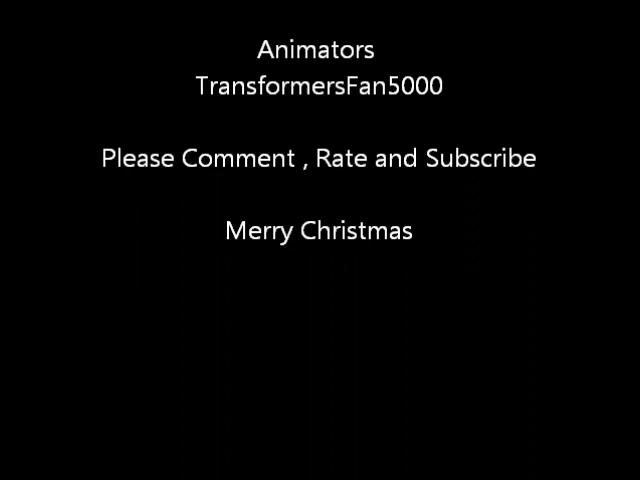 Animators
TransformersFan5000
Please Comment , Rate and Subscribe
Merry Christmas